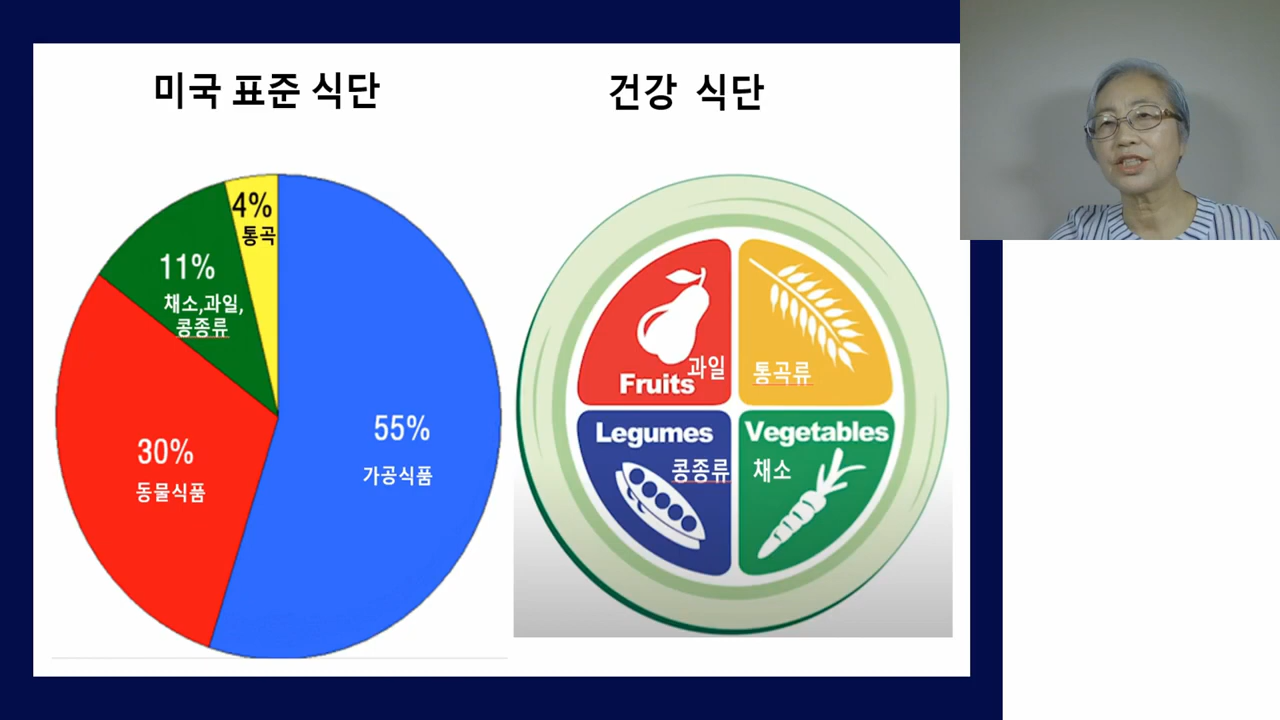 미국 표준 식단
건강 식단
4%
통곡
11%
채소,과일,
콩종류
30%
동물식품
55%
가공식품
과일
Fruits
통곡류
Legumes
콩종류
Vegetables
채소